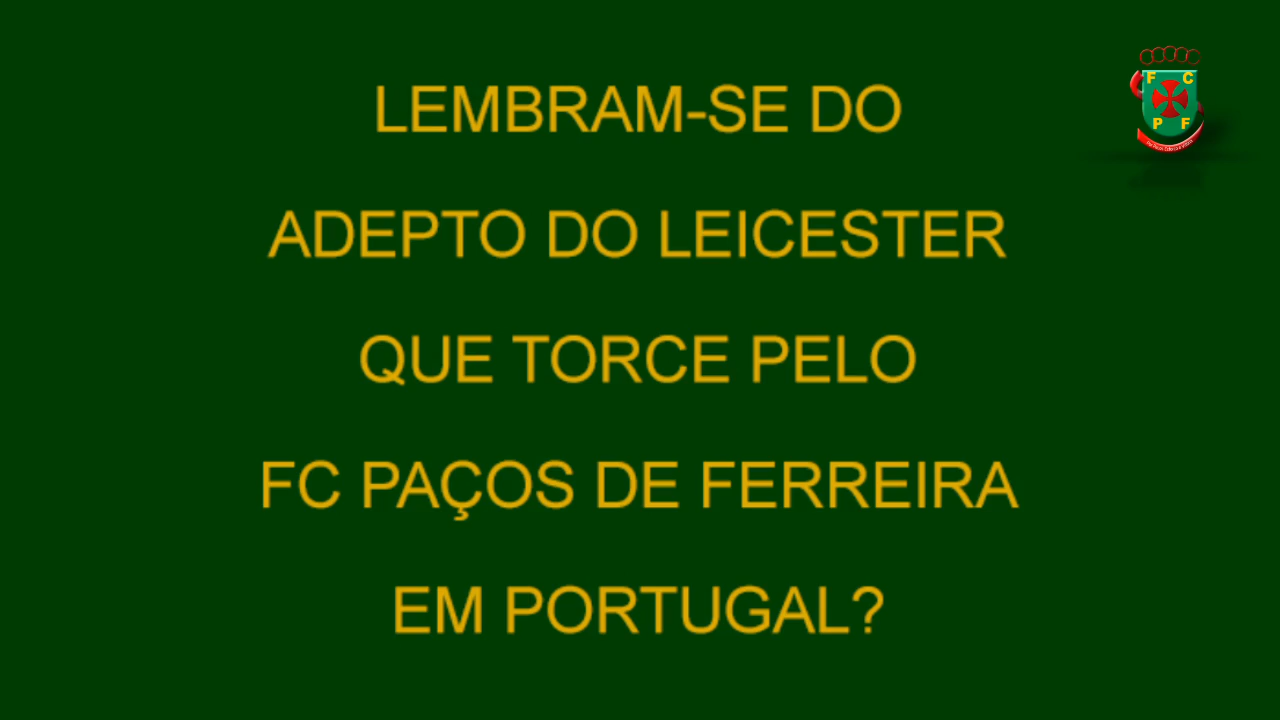 LEMBRAM-SE DO
ADEPTO DO LEICESTER
QUE TORCE PELO
FC PAÇOS DE FERREIRA
EM PORTUGAL?
F C
P F